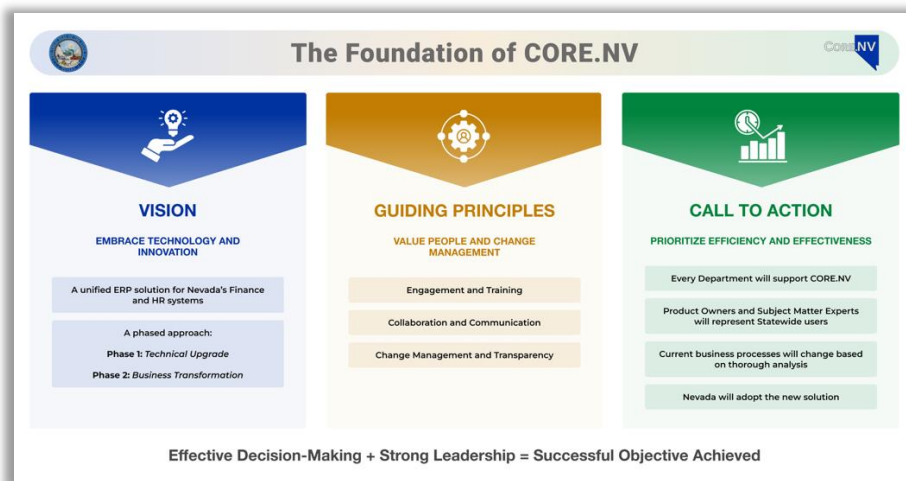 The Foundation of CORE.NV
CORE.NV
VISION
EMBRACE TECHNOLOGY AND
INNOVATION
A unified ERP solution for Nevada's Finance
and HR systems
A phased approach:
Phase 1: Technical Upgrade
Phase 2: Business Transformation
GUIDING PRINCIPLES
VALUE PEOPLE AND CHANGE
MANAGEMENT
Engagement and Training
Collaboration and Communication
Change Management and Transparency
CALL TO ACTION
PRIORITIZE EFFICIENCY AND EFFECTIVENESS
Every Department will support CORE.NV
Product Owners and Subject Matter Experts
will represent Statewide users
Current business processes will change based
on thorough analysis
Nevada will adopt the new solution
Effective Decision-Making + Strong Leadership = Successful Objective Achieved